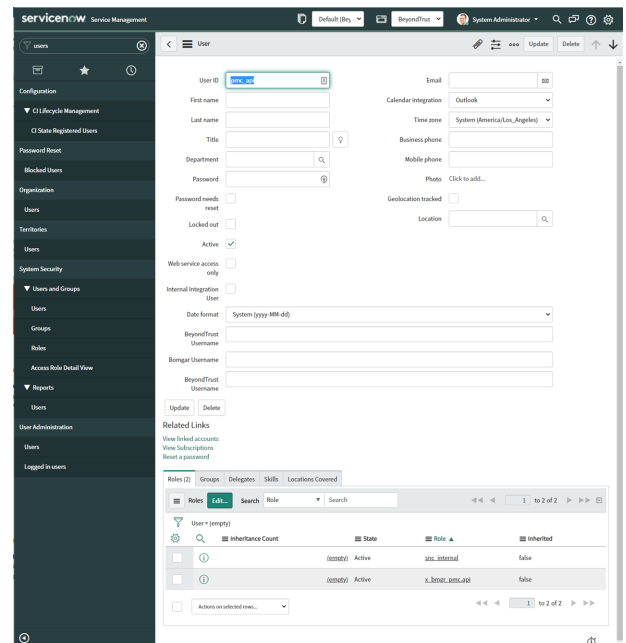 servicenow Service Management
Default [Bey
BeyondTrus
System Administrator
users
Configuration
CI Lifecycle Management
CI State Registered Users
Password Reset
Blocked Users
Organization
Users
Territories
Users
System Security
Users and Groups
Users
Groups
Roles
Access Role Detail View
Reports
Users
User Administration
Users
Logged in users
User
Update
Delete
User ID
pmc_api
First name
Last name
Title
Department
Password
Password needs reset
Locked out
Active
Web service access only
Internal Integration User
Date format
System (yyyy-MM-dd)
BeyondTrust Username
Bomgar Username
BeyondTrust Username
Email
Calendar integration
Outlook
Time zone
System (America/Los_Angeles)
Business phone
Mobile phone
Photo
Click to add...
Geolocation tracked
Location
Update
Delete
Related Links
View linked accounts
View Subscriptions
Reset a password
Roles (2)
Groups
Delegates
Skills
Locations Covered
Roles
Edit...
Search
Role
Search
1 to 2 of 2
User = (empty)
Inheritance Count
State
Role
Inherited
(empty) Active snc_internal false
(empty) Active x_bmgr_pmc.api false
Actions on selected rows...
1 to 2 of 2